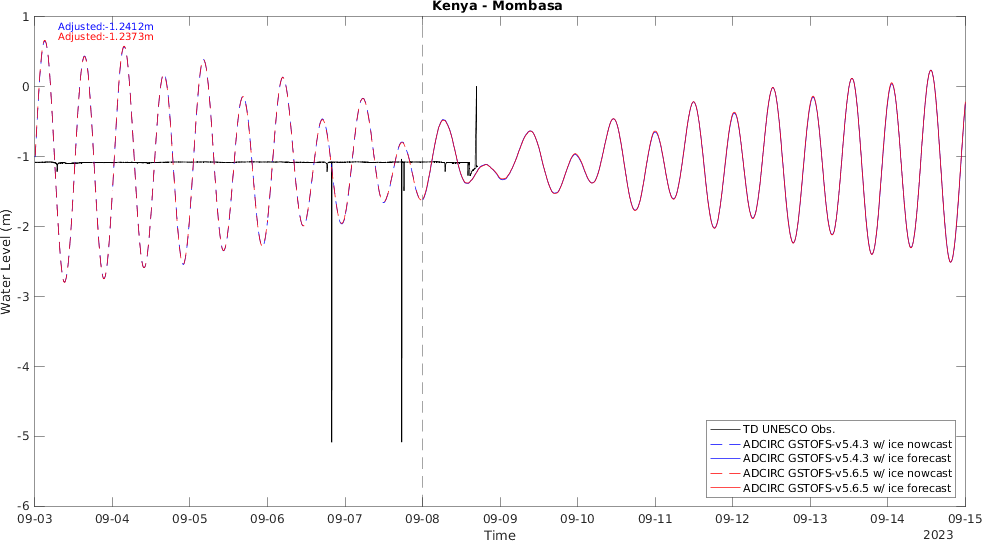 Kenya - Mombasa
Adjusted:-1.2412m
Adjusted:-1.2373m
1
0
-1
-2
-3
-4
-5
-6
Water Level (m)
TD UNESCO Obs.
ADCIRC GSTOFS-v5.4.3 w/ ice nowcast
ADCIRC GSTOFS-v5.4.3 w/ ice forecast
ADCIRC GSTOFS-v5.6.5 w/ ice nowcast
ADCIRC GSTOFS-v5.6.5 w/ ice forecast
09-03 09-04 09-05 09-06 09-07 09-08 09-09 09-10 09-11 09-12 09-13 09-14 09-15
Time
2023